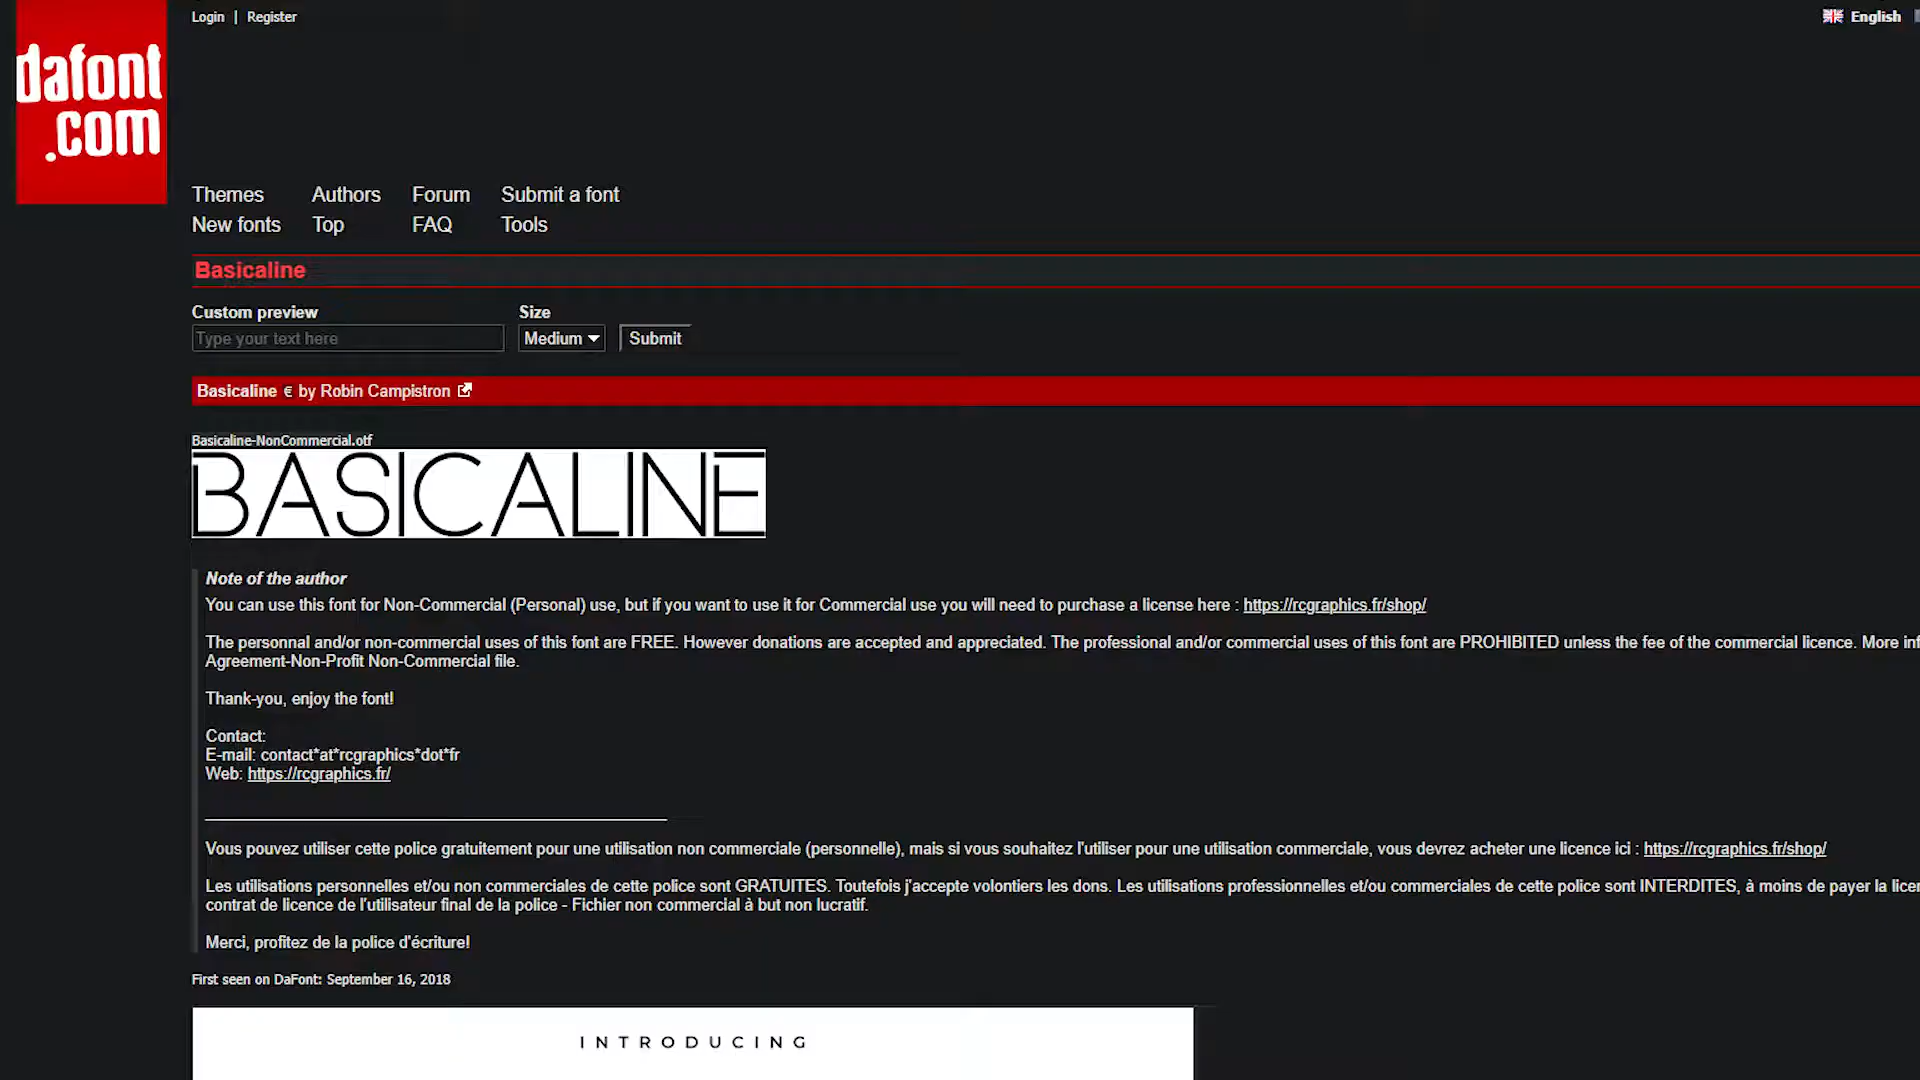 Login | Register
English
dafont
.com
Themes Authors Forum Submit a font
New fonts Top FAQ Tools
Basicaline
Custom preview Size
Type your text here Medium Submit
Basicaline € by Robin Campistron
Basicaline-NonCommercial.otf
BASICALINE
Note of the author
You can use this font for Non-Commercial (Personal) use, but if you want to use it for Commercial use you will need to purchase a license here : https://rcgraphics.fr/shop/
The personnal and/or non-commercial uses of this font are FREE. However donations are accepted and appreciated. The professional and/or commercial uses of this font are PROHIBITED unless the fee of the commercial licence. More
Agreement-Non-Profit Non-Commercial file.
Thank-you, enjoy the font!
Contact:
E-mail: contact*at*rcgraphics*dot*fr
Web: https://rcgraphics.fr/
Vous pouvez utiliser cette police gratuitement pour une utilisation non commerciale (personnelle), mais si vous souhaitez l'utiliser pour une utilisation commerciale, vous devrez acheter une licence ici : https://rcgraphics.fr/shop/
Les utilisations personnelles et/ou non commerciales de cette police sont GRATUITES. Toutefois j'accepte volontiers les dons. Les utilisations professionnelles et/ou commerciales de cette police sont INTERDITES, à moins de payer la
contrat de licence de l'utilisateur final de la police - Fichier non commercial à but non lucratif.
Merci, profitez de la police d'écriture!
First seen on DaFont: September 16, 2018
INTRODUCING